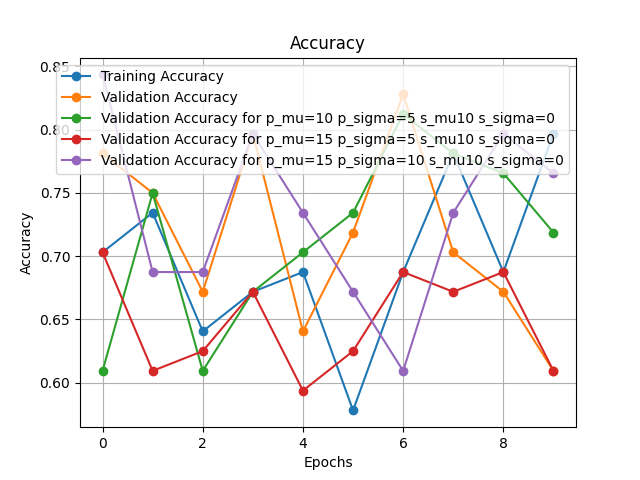 Accuracy
0.85
Training Accuracy
Validation Accuracy
Validation Accuracy for p_mu=10 p_sigma=5 s_mu10 s_sigma=0
0.80
Validation Accuracy for p_mu=15 p_sigma=5 s_mu10 s_sigma=0
Validation Accuracy for p_mu=15 p_sigma=10 s_mu10 s_sigma=0
0.75
0.70
0.65
0.60
Accuracy
0 2 4 6 8
Epochs